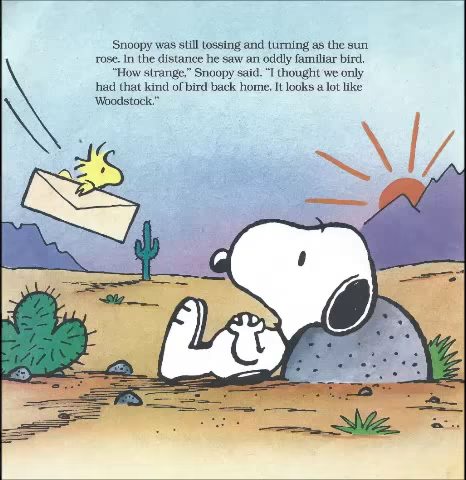 Snoopy was still tossing and turning as the sun
rose. In the distance he saw an oddly familiar bird.
"How strange," Snoopy said. "I thought we only
had that kind of bird back home. It looks a lot like
Woodstock."